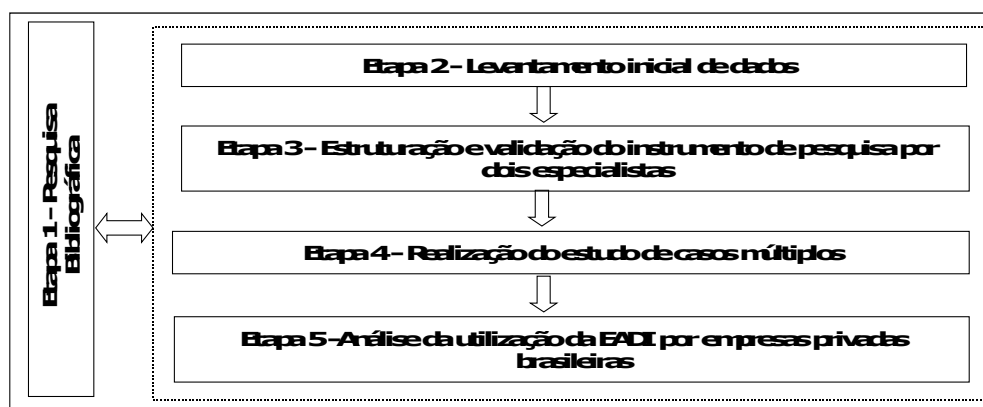 Etapa 1 – Pesquisa
Bibliográfica
Etapa 2 – Levantamento inicial de dados
Etapa 3 – Estruturação e validação do instrumento de pesquisa por
dois especialistas
Etapa 4 – Realização do estudo de casos múltiplos
Etapa 5 –Análise da utilização da EADI por empresas privadas
brasileiras